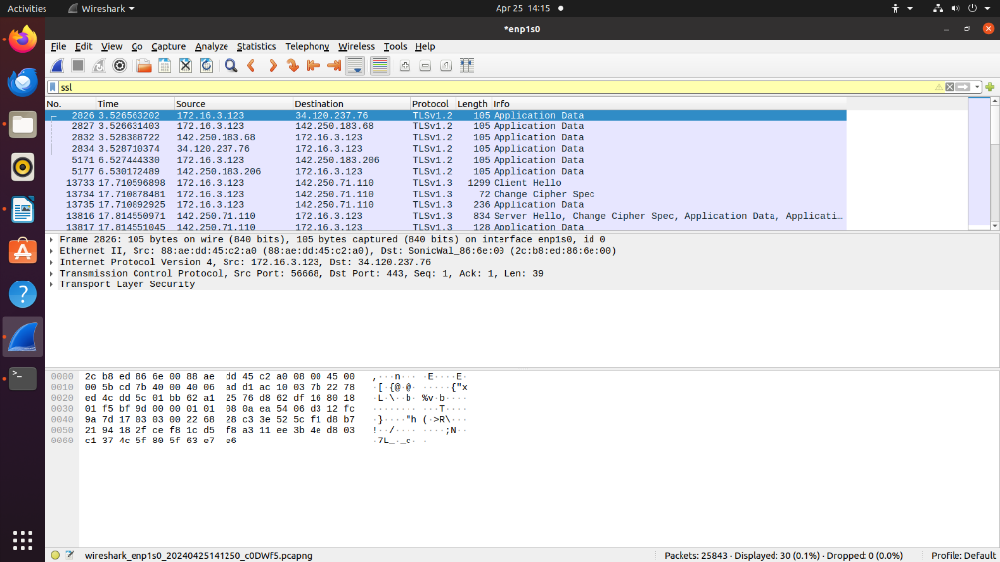 Activities Wireshark Apr 25 14:15
*enp1s0
File Edit View Go Capture Analyze Statistics Telephony Wireless Tools Help
ssl
No. Time Source Destination Protocol Length Info
2826 3.526563202 172.16.3.123 34.120.237.76 TLSv1.2 105 Application Data
2827 3.526631403 172.16.3.123 142.250.183.68 TLSv1.2 105 Application Data
2832 3.528388722 142.250.183.68 172.16.3.123 TLSv1.2 105 Application Data
2834 3.528710374 34.120.237.76 172.16.3.123 TLSv1.2 105 Application Data
5171 6.527444330 172.16.3.123 142.250.183.206 TLSv1.2 105 Application Data
5177 6.530172489 142.250.183.206 172.16.3.123 TLSv1.2 105 Application Data
13733 17.710596898 172.16.3.123 142.250.71.110 TLSv1.3 1299 Client Hello
13734 17.710878481 172.16.3.123 142.250.71.110 TLSv1.3 72 Change Cipher Spec
13735 17.710892925 172.16.3.123 142.250.71.110 TLSv1.3 236 Application Data
13816 17.814550971 142.250.71.110 172.16.3.123 TLSv1.3 834 Server Hello, Change Cipher Spec, Application Data, Applicati…
13817 17.814551045 142.250.71.110 172.16.3.123 TLSv1.3 128 Application Data
Frame 2826: 105 bytes on wire (840 bits), 105 bytes captured (840 bits) on interface enp1s0, id 0
Ethernet II, Src: 88:ae:dd:45:c2:a0 (88:ae:dd:45:c2:a0), Dst: SonicWal_86:6e:00 (2c:b8:ed:86:6e:00)
Internet Protocol Version 4, Src: 172.16.3.123, Dst: 34.120.237.76
Transmission Control Protocol, Src Port: 56668, Dst Port: 443, Seq: 1, Ack: 1, Len: 39
Transport Layer Security
0000 2c b8 ed 86 6e 00 88 ae dd 45 c2 a0 08 00 45 00 ,···n··· ·E····E·
0010 00 5b cd 7b 40 00 40 06 ad d1 ac 10 03 7b 22 78 ·[·{@·@· ·····{"x
0020 ed 4c dd 5c 01 bb 62 a1 25 76 d8 62 df 16 80 18 ·L·\··b· %v·b····
0030 01 f5 bf 9d 00 00 01 01 08 0a ea 54 06 d3 12 fc ········ ···T····
0040 9a 7d 17 03 03 00 22 68 28 c3 3e 52 5c f1 d8 b7 ·}····"h (·>R\···
0050 21 94 18 2f ce f8 1c d5 f8 a3 11 ee 3b 4e d8 03 !··/···· ····;N··
0060 c1 37 4c 5f 80 5f 63 e7 e6 ·7L_·_c· ·
wireshark_enp1s0_20240425141250_c0DWf5.pcapng Packets: 25843 · Displayed: 30 (0.1%) · Dropped: 0 (0.0%) Profile: Default